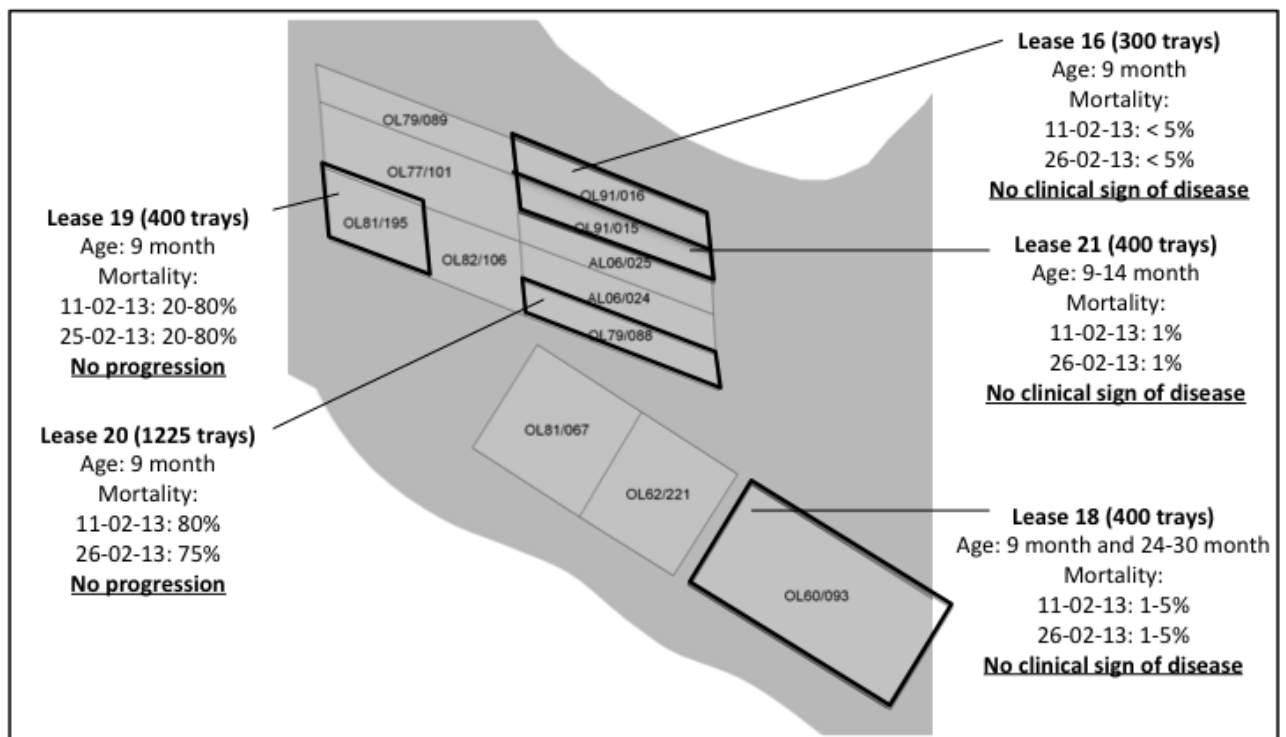 Lease 16 (300 trays)
Age: 9 month
Mortality:
11-02-13: < 5%
26-02-13: < 5%
No clinical sign of disease
OL79/089
OL77/101
OL91/016
OL91/015
OL81/195
OL82/106
AL06/025
AL06/024
OL79/088
Lease 19 (400 trays)
Age: 9 month
Mortality:
11-02-13: 20-80%
25-02-13: 20-80%
No progression
Lease 21 (400 trays)
Age: 9-14 month
Mortality:
11-02-13: 1%
26-02-13: 1%
No clinical sign of disease
Lease 20 (1225 trays)
Age: 9 month
Mortality:
11-02-13: 80%
26-02-13: 75%
No progression
OL81/067
OL62/221
OL60/093
Lease 18 (400 trays)
Age: 9 month and 24-30 month
Mortality:
11-02-13: 1-5%
26-02-13: 1-5%
No clinical sign of disease